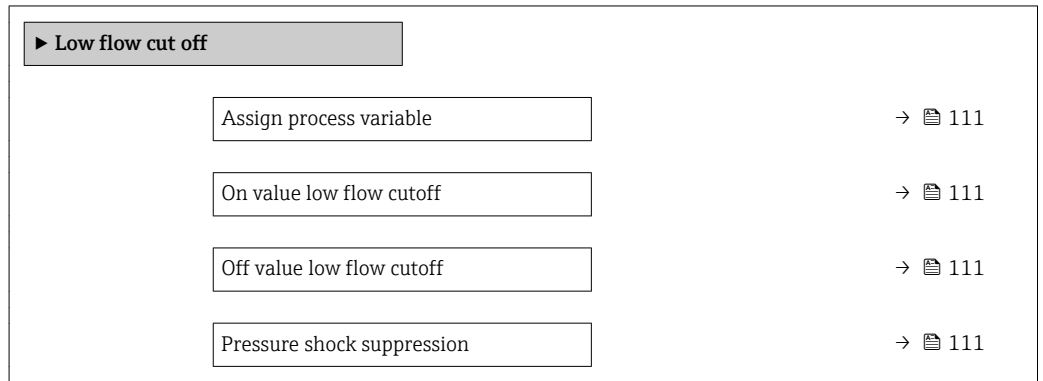 ▶ Low flow cut off
Assign process variable → 111
On value low flow cutoff → 111
Off value low flow cutoff → 111
Pressure shock suppression → 111